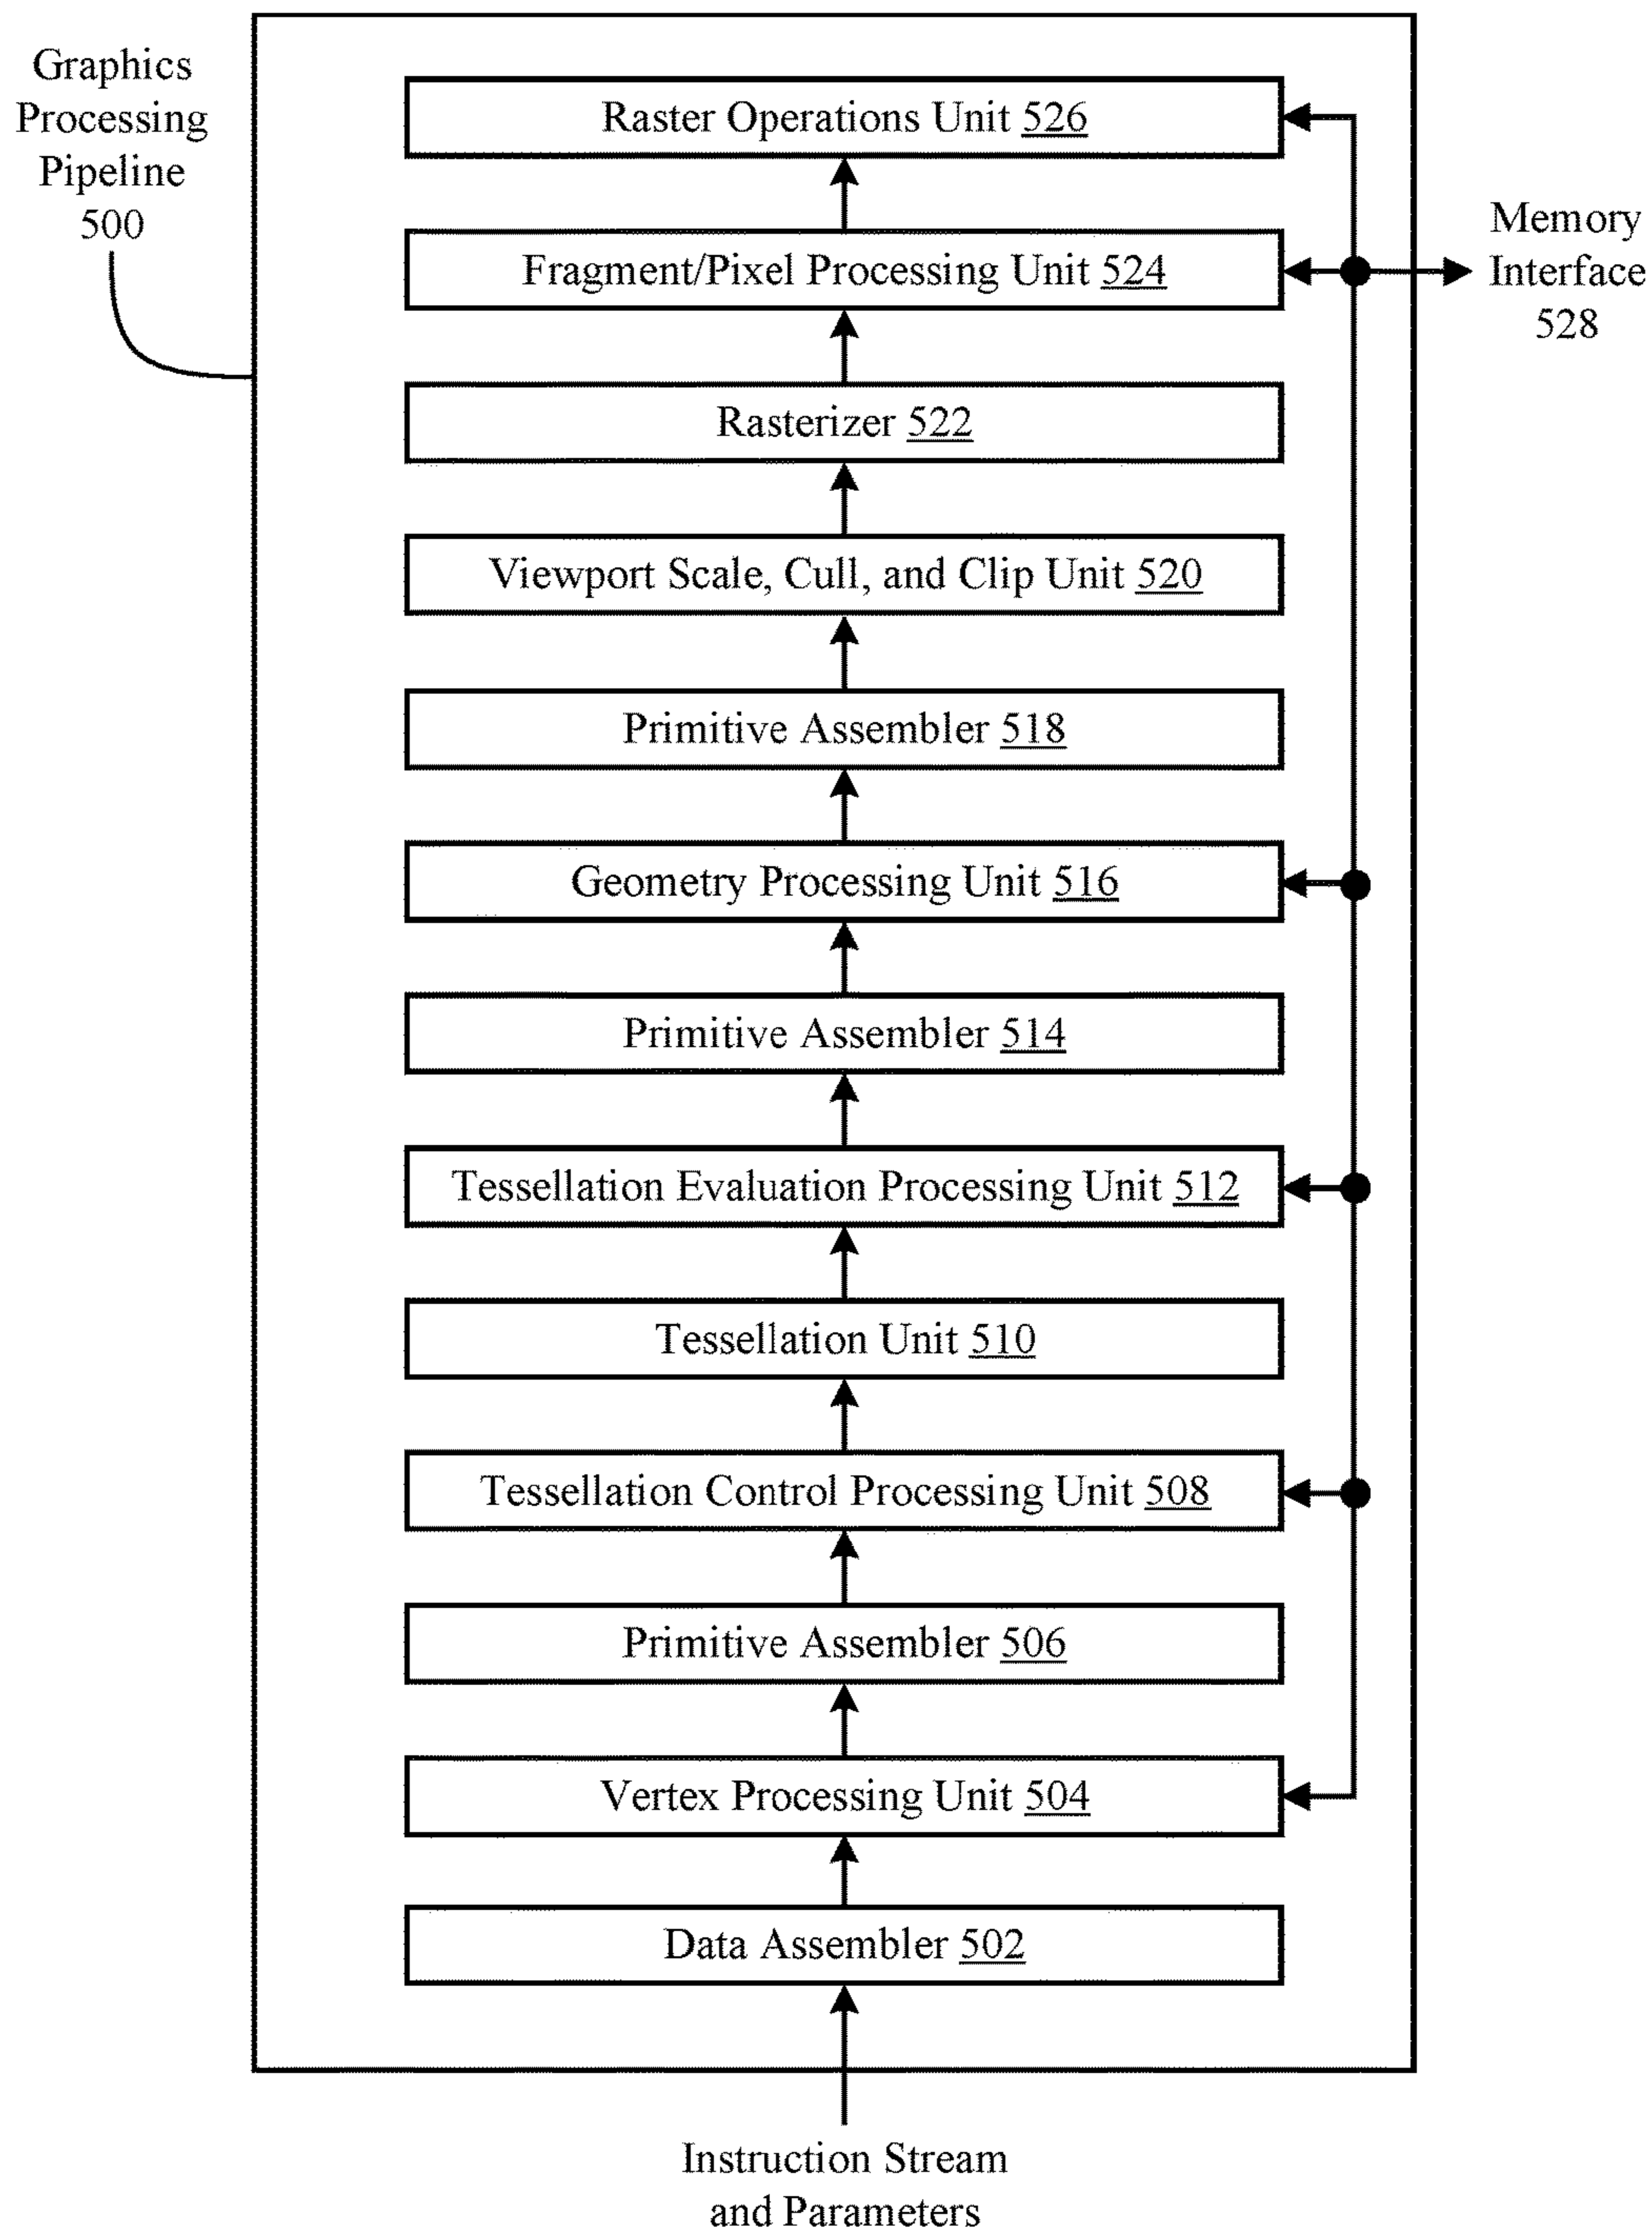 Graphics
Processing
Pipeline
500
Raster Operations Unit 526
Fragment/Pixel Processing Unit 524
Memory
Interface
528
Rasterizer 522
Viewport Scale, Cull, and Clip Unit 520
Primitive Assembler 518
Geometry Processing Unit 516
Primitive Assembler 514
Tessellation Evaluation Processing Unit 512
Tessellation Unit 510
Tessellation Control Processing Unit 508
Primitive Assembler 506
Vertex Processing Unit 504
Data Assembler 502
Instruction Stream
and Parameters